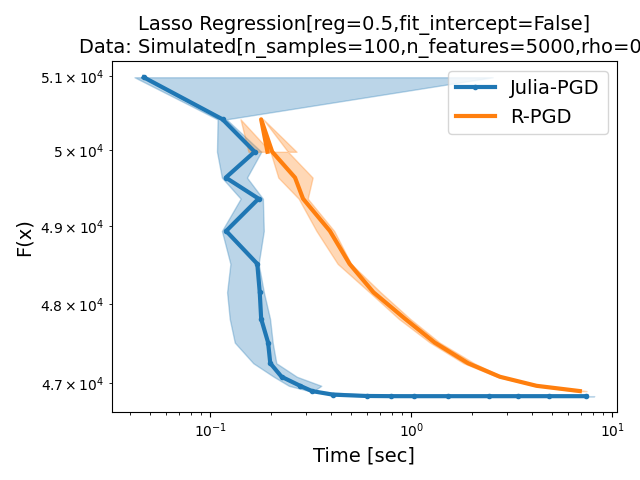 Lasso Regression[reg=0.5,fit_intercept=False]
Data: Simulated[n_samples=100,n_features=5000,rho=0
5.1 × 10⁴
5 × 10⁴
4.9 × 10⁴
4.8 × 10⁴
4.7 × 10⁴
F(x)
Julia-PGD
R-PGD
10⁻¹
10⁰
10¹
Time [sec]